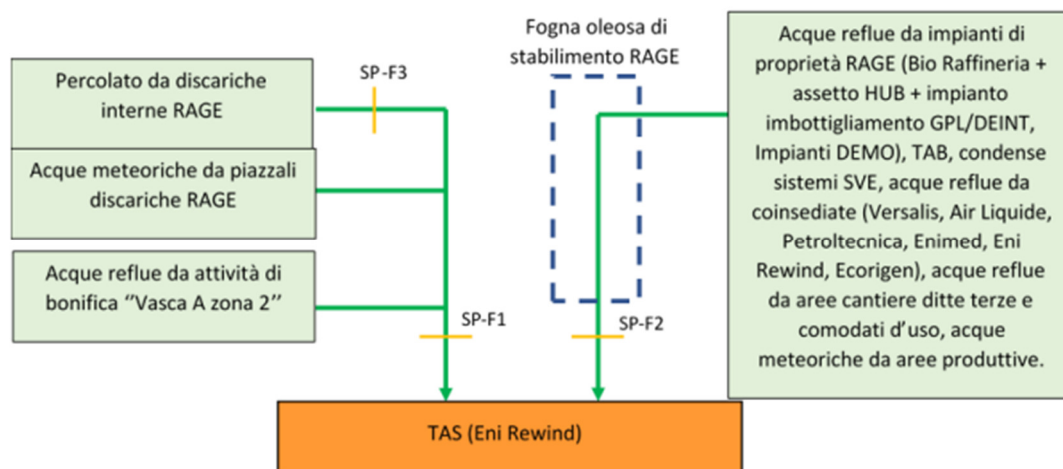 Percolato da discariche
interne RAGE
SP-F3
Acque meteoriche da piazzali
discariche RAGE
Acque reflue da attività di
bonifica “Vasca A zona 2”
SP-F1
Fogna oleosa di
stabilimento RAGE
SP-F2
Acque reflue da impianti di
proprietà RAGE (Bio Raffineria +
assetto HUB + impianto
imbottigliamento GPL/DEINT,
Impianti DEMO), TAB, condense
sistemi SVE, acque reflue da
coinsediate (Versalis, Air Liquide,
Petroltecnica, Enimed, Eni
Rewind, Ecorigen), acque reflue
da aree cantiere ditte terze e
comodati d’uso, acque
meteoriche da aree produttive.
TAS (Eni Rewind)